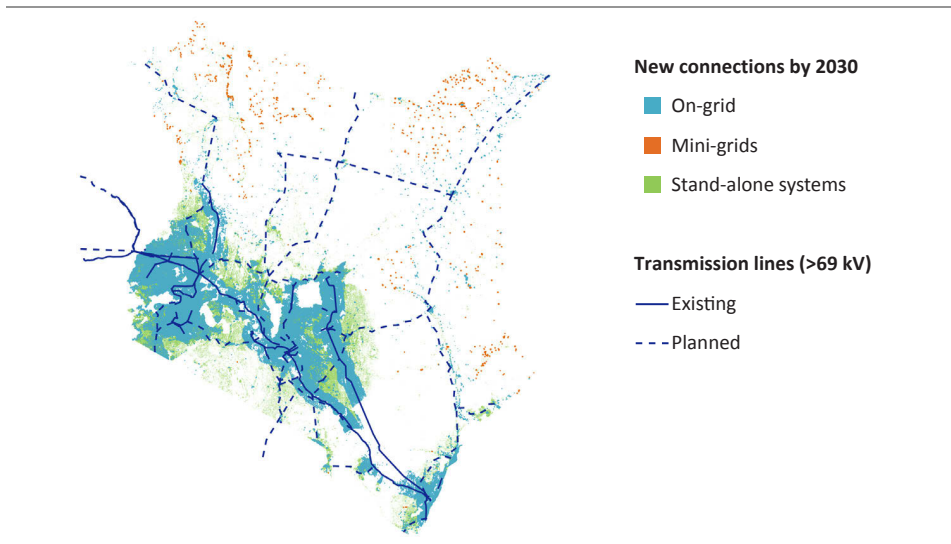 New connections by 2030
On-grid
Mini-grids
Stand-alone systems
Transmission lines (>69 kV)
Existing
Planned